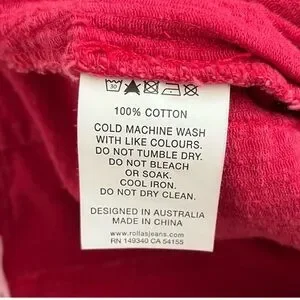 100% COTTON
COLD MACHINE WASH
WITH LIKE COLOURS.
DO NOT TUMBLE DRY.
DO NOT BLEACH
OR SOAK.
COOL IRON.
DO NOT DRY CLEAN.
DESIGNED IN AUSTRALIA
MADE IN CHINA
www.rollasjeans.com
RN 149340 CA 54155